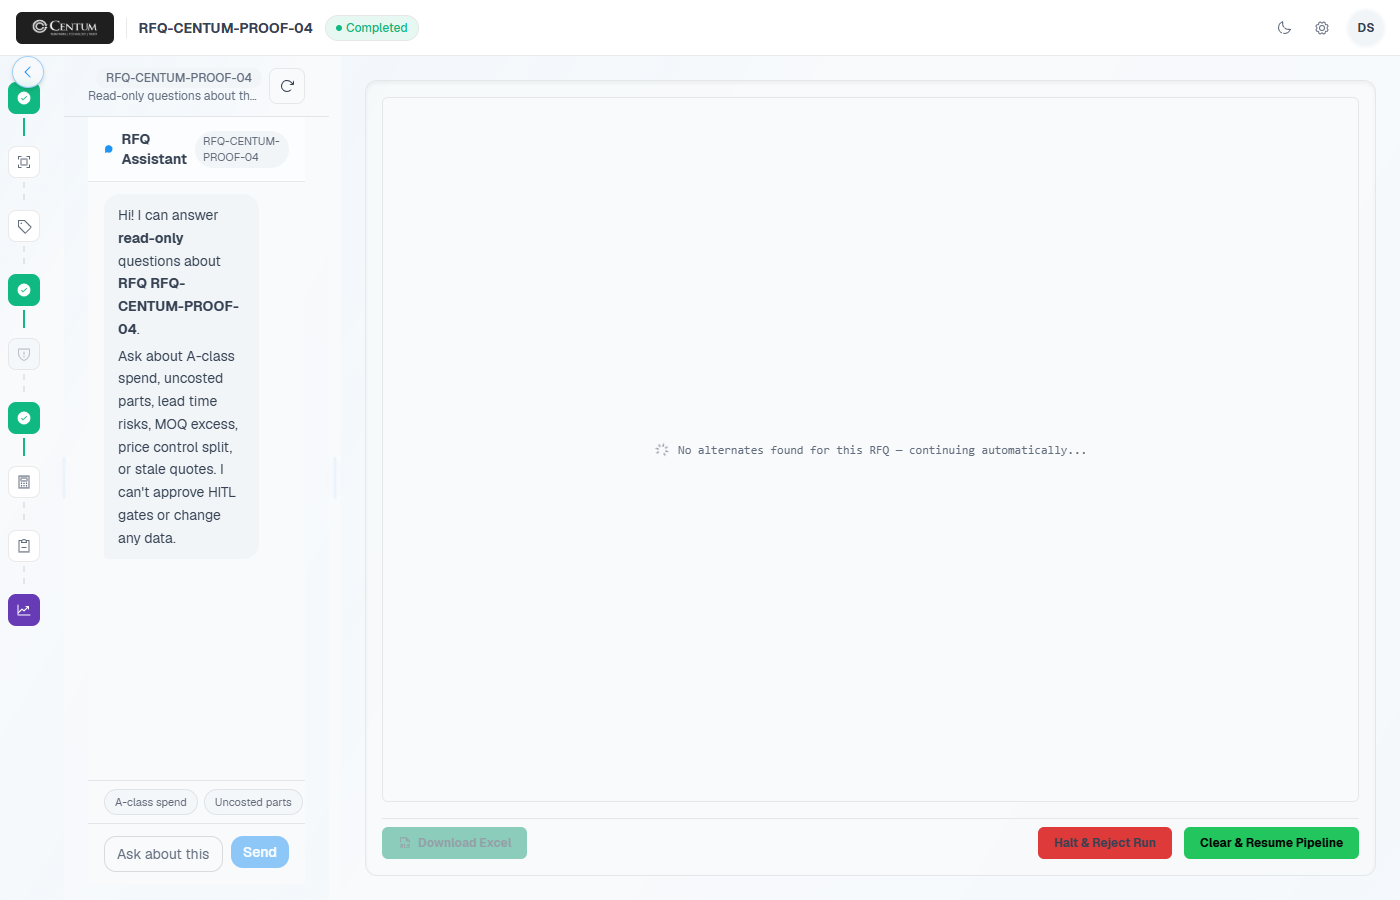 CENTUM
RFQ-CENTUM-PROOF-04
Completed
DS
RFQ-CENTUM-PROOF-04
Read-only questions about th...
RFQ
Assistant
RFQ-CENTUM-
PROOF-04
Hi! I can answer
read-only
questions about
RFQ RFQ-
CENTUM-PROOF-
04.
Ask about A-class
spend, uncosted
parts, lead time
risks, MOQ excess,
price control split,
or stale quotes. I
can't approve HITL
gates or change
any data.
No alternates found for this RFQ — continuing automatically...
A-class spend
Uncosted parts
Ask about this
Send
Download Excel
Halt & Reject Run
Clear & Resume Pipeline